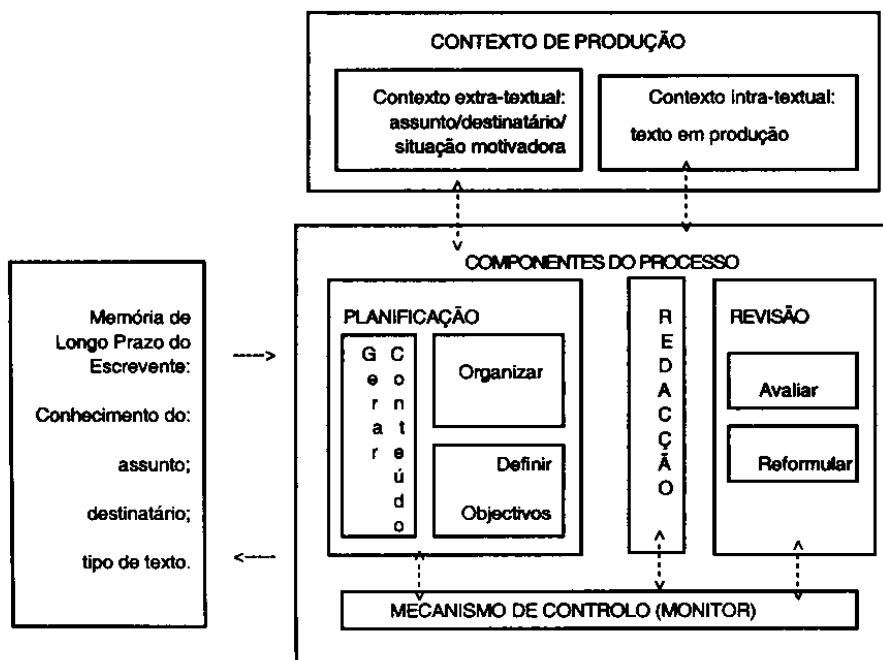 CONTEXTO DE PRODUÇÃO
Contexto extra-textual:
assunto/destinatário/
situação motivadora
Contexto intra-textual:
texto em produção
Memória de
Longo Prazo do
Escrevente:
Conhecimento do:
assunto;
destinatário;
tipo de texto.
COMPONENTES DO PROCESSO
PLANIFICAÇÃO
Gerar
Conteúdo
Organizar
Definir
Objectivos
REDACÇÃO
REVISÃO
Avaliar
Reformular
MECANISMO DE CONTROLO (MONITOR)